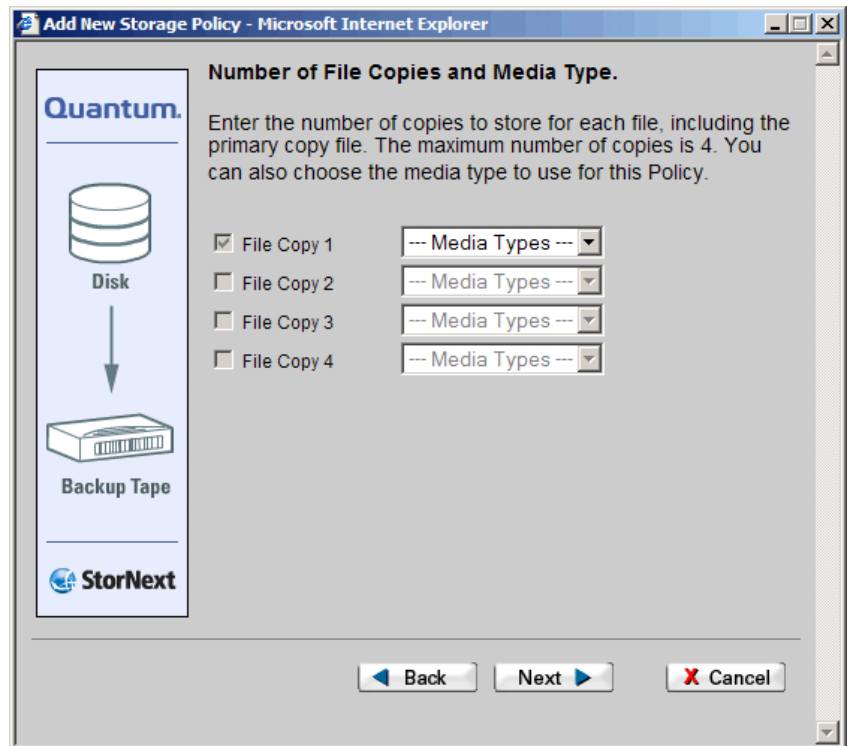 Add New Storage Policy - Microsoft Internet Explorer
Quantum.
Disk
Backup Tape
StorNext
Number of File Copies and Media Type.
Enter the number of copies to store for each file, including the
primary copy file. The maximum number of copies is 4. You
can also choose the media type to use for this Policy.
File Copy 1 --- Media Types ---
File Copy 2 --- Media Types ---
File Copy 3 --- Media Types ---
File Copy 4 --- Media Types ---
Back Next X Cancel